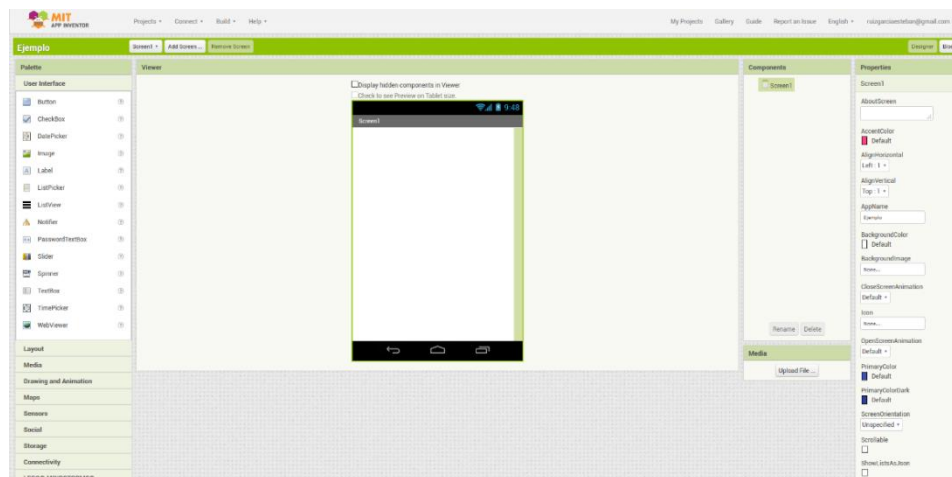 MIT
APP INVENTOR
Projects Connect Build Help
My Projects Gallery Guide Report an Issue English ruizgarciaesteban@gmail.com
Ejemplo
Screen1 Add Screen... Remove Screen
Designer
Palette
User Interface
Button
CheckBox
DatePicker
Image
Label
ListPicker
ListView
Notifier
PasswordTextBox
Slider
Spinner
TextBox
TimePicker
WebViewer
Layout
Media
Drawing and Animation
Maps
Sensors
Social
Storage
Connectivity
Viewer
Display hidden components in Viewer
Check to see Preview on Tablet size.
9:48
Screen1
Components
Screen1
Rename Delete
Media
Upload File ...
Properties
Screen1
AboutScreen
AccentColor
Default
AlignHorizontal
Left : 1
AlignVertical
Top : 1
AppName
Ejemplo
BackgroundColor
Default
BackgroundImage
None...
CloseScreenAnimation
Default
Icon
None...
OpenScreenAnimation
Default
PrimaryColor
Default
PrimaryColorDark
Default
ScreenOrientation
Unspecified
Scrollable
ShowListsAsJson